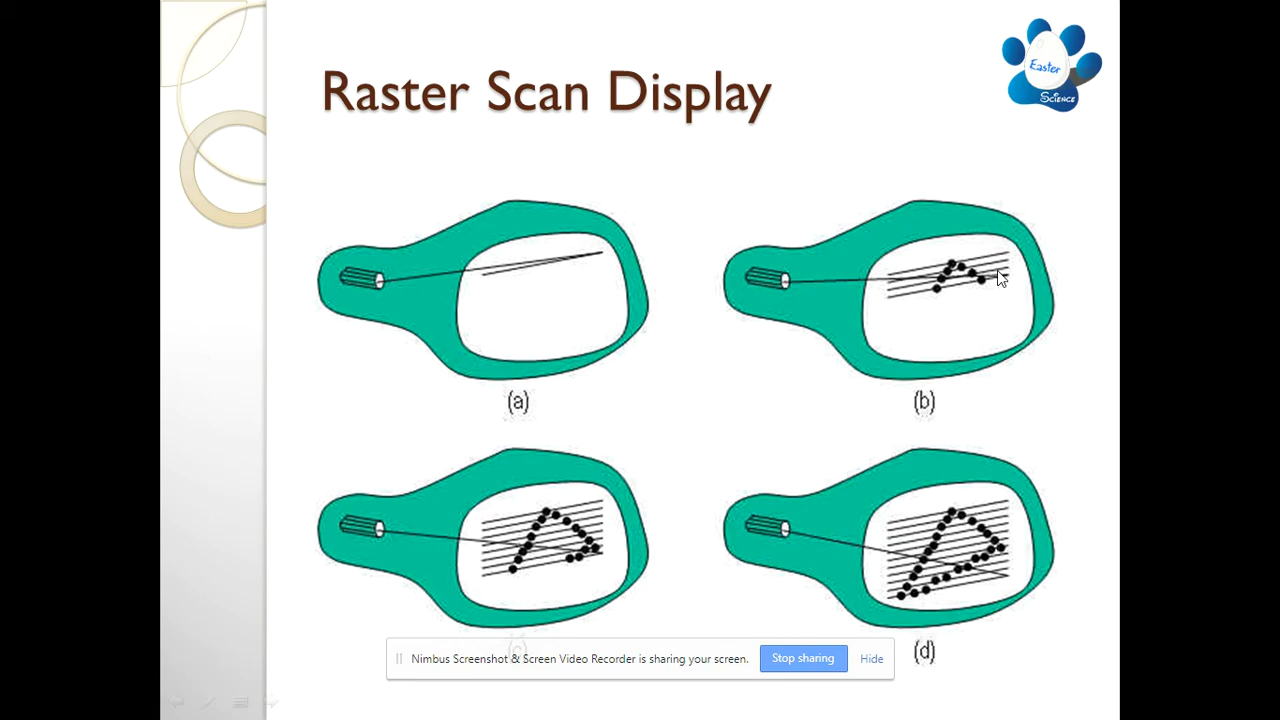 Raster Scan Display
Easter
Science
(a)
(b)
(c)
(d)
Nimbus Screenshot & Screen Video Recorder is sharing your screen.
Stop sharing
Hide